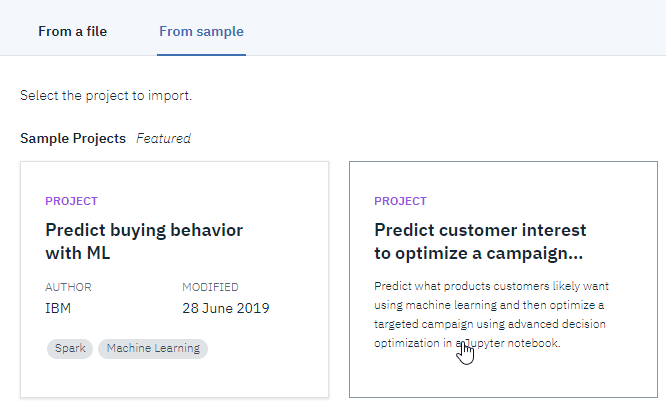 From a file
From sample
Select the project to import.
Sample Projects Featured
PROJECT
Predict buying behavior
with ML
AUTHOR MODIFIED
IBM 28 June 2019
Spark Machine Learning
PROJECT
Predict customer interest
to optimize a campaign...
Predict what products customers likely want
using machine learning and then optimize a
targeted campaign using advanced decision
optimization in a Jupyter notebook.